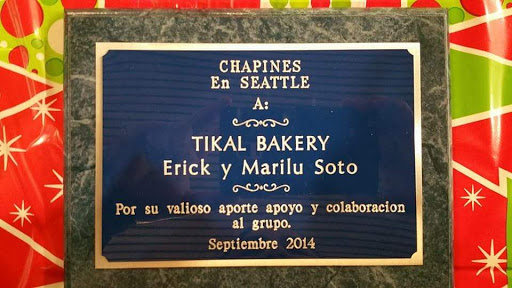 CHAPINES
En SEATTLE
A:
TIKAL BAKERY
Erick y Marilu Soto
Por su valioso aporte apoyo y colaboracion
al grupo.
Septiembre 2014